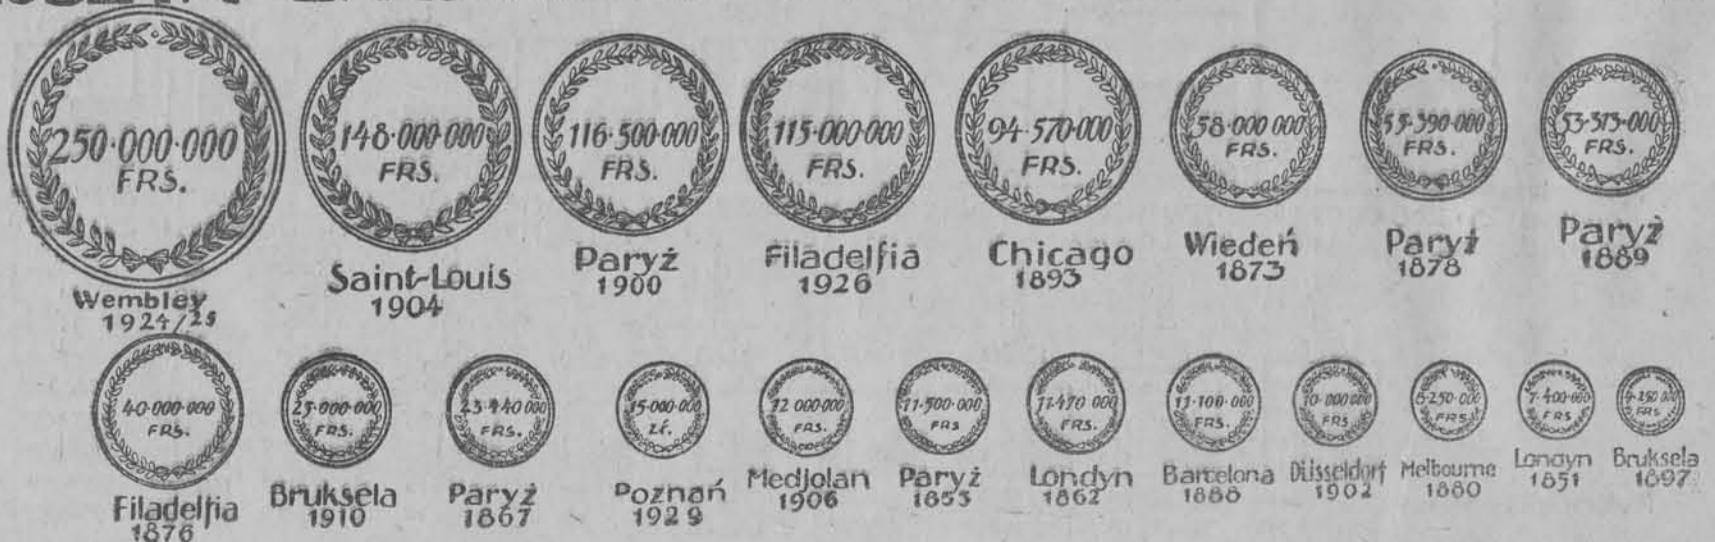 250·000·000
FRS.
Wembley
1924/25
148·000·000
FRS.
Saint-Louis
1904
116·500·000
FRS.
Paryż
1900
115·000·000
FRS.
Filadelfia
1926
94·570·000
FRS.
Chicago
1893
58·000 000
FRS.
Wiedeń
1873
55·390·000
FRS.
Paryż
1878
53·375·000
FRS.
Paryż
1889
40·000·000
FRS.
Filadelfia
1876
25·000·000
FRS.
Bruksela
1910
23·440 000
FRS.
Paryż
1867
15·000·000
Zł.
Poznań
1929
12 000·000
FRS.
Medjolan
1906
11·500·000
FRS
Paryż
1853
11·470 000
FRS.
Londyn
1862
11·100·000
FRS.
Barcelona
1888
10·000 000
FRS
Düsseldorf
1902
FRS
Melbourne
1880
7·400·000
FRS
Londyn
1851
FRS
Bruksela
1897